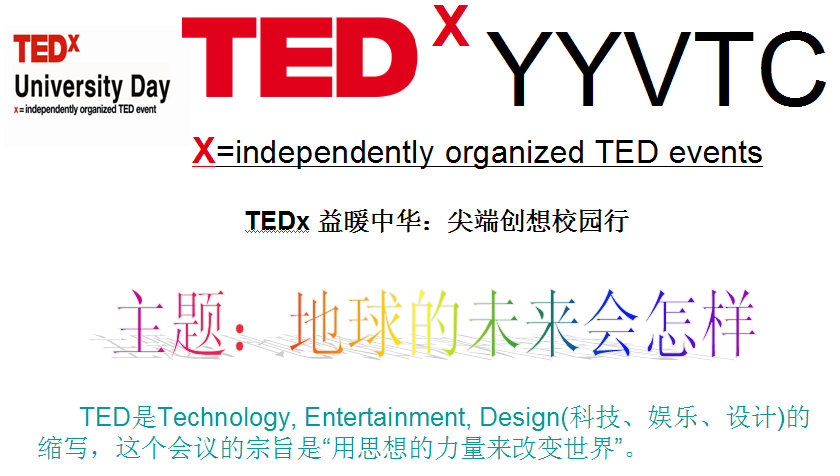 TEDx
University Day
x = independently organized TED event
TEDx YYVTC
X=independently organized TED events
TEDx 益暖中华：尖端创想校园行
主题：地球的未来会怎样
TED是Technology, Entertainment, Design(科技、娱乐、设计)的
缩写，这个会议的宗旨是“用思想的力量来改变世界”。